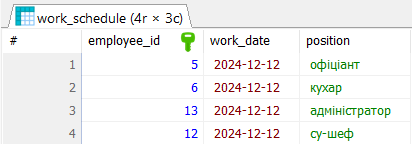 work_schedule (4r × 3c)
# employee_id work_date position
1 5 2024-12-12 офіціант
2 6 2024-12-12 кухар
3 13 2024-12-12 адміністратор
4 12 2024-12-12 су-шеф